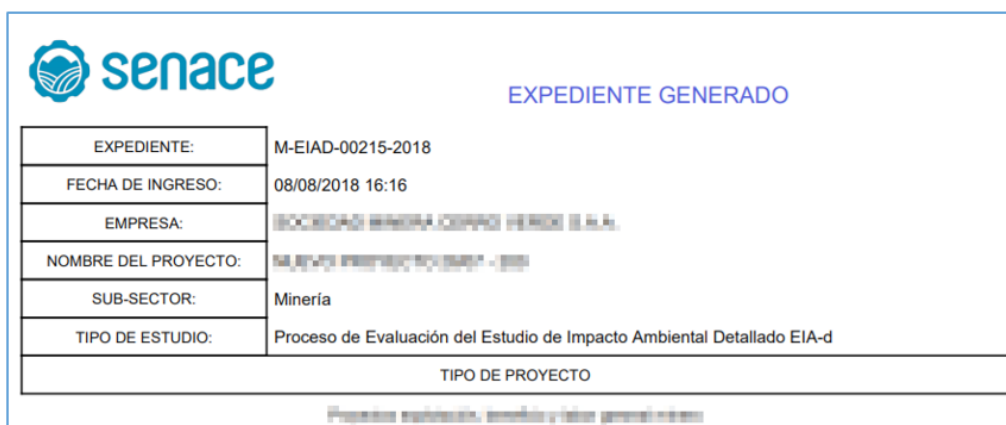 senace
EXPEDIENTE GENERADO
EXPEDIENTE: M-EIAD-00215-2018
FECHA DE INGRESO: 08/08/2018 16:16
EMPRESA:
NOMBRE DEL PROYECTO:
SUB-SECTOR: Minería
TIPO DE ESTUDIO: Proceso de Evaluación del Estudio de Impacto Ambiental Detallado EIA-d
TIPO DE PROYECTO